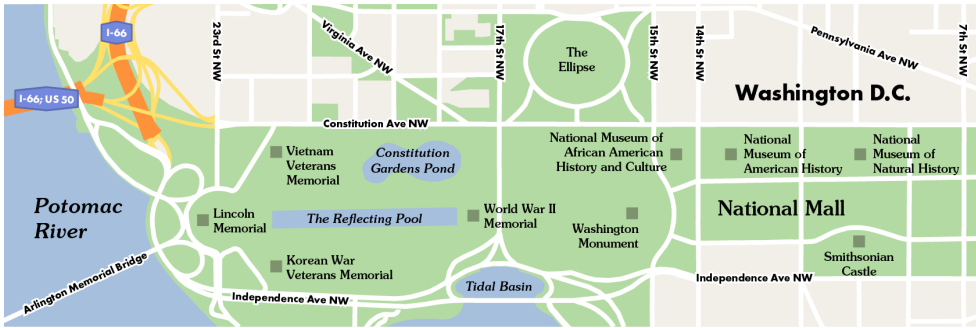 I-66
I-66; US 50
23rd St NW
Virginia Ave NW
17th St NW
The
Ellipse
15th St NW
14th St NW
Pennsylvania Ave NW
7th St NW
Washington D.C.
Constitution Ave NW
Vietnam
Veterans
Memorial
Constitution
Gardens Pond
National Museum of
African American
History and Culture
National
Museum of
American History
National
Museum of
Natural History
Potomac
River
Lincoln
Memorial
The Reflecting Pool
World War II
Memorial
Washington
Monument
National Mall
Smithsonian
Castle
Korean War
Veterans Memorial
Arlington Memorial Bridge
Independence Ave NW
Tidal Basin
Independence Ave NW